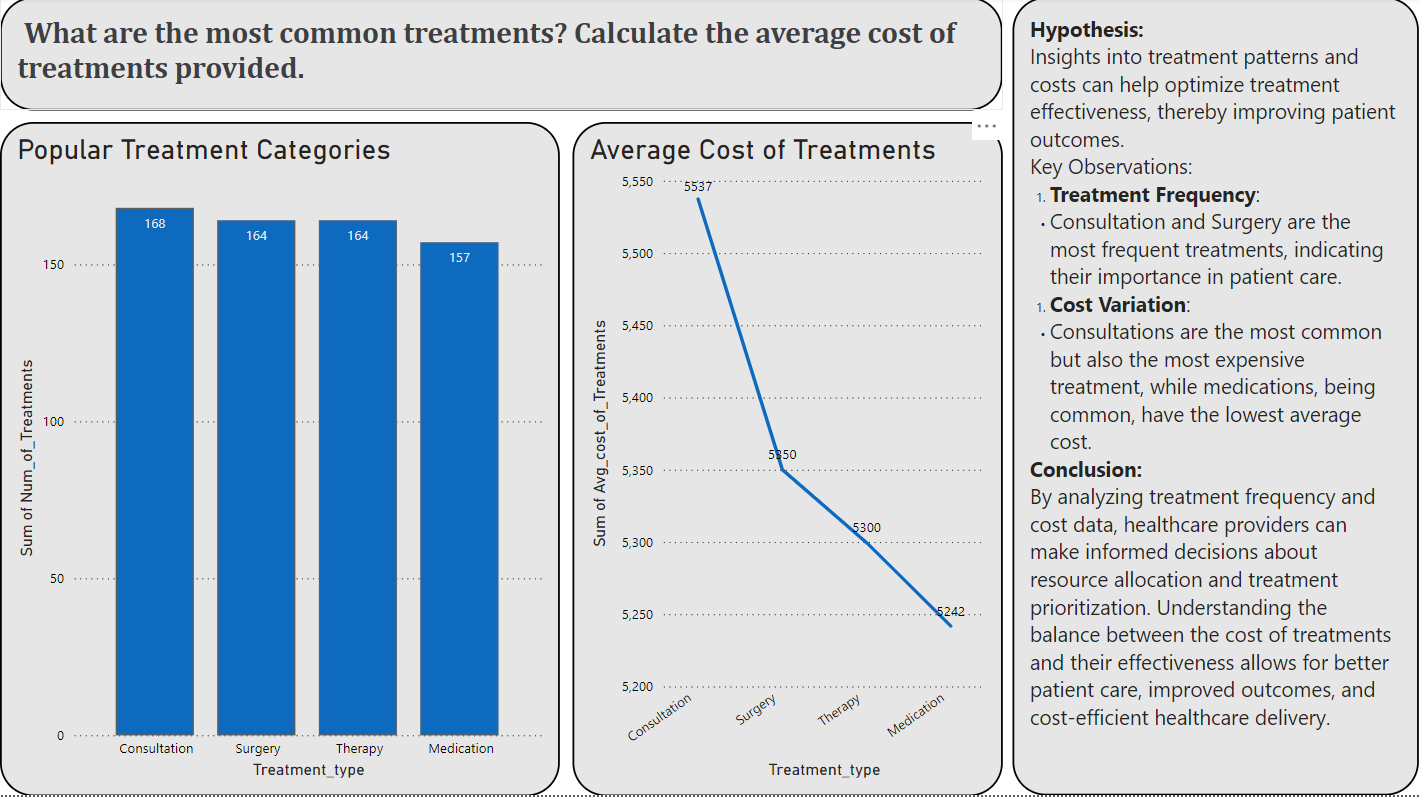 What are the most common treatments? Calculate the average cost of
treatments provided.
Popular Treatment Categories
Sum of Num_of_Treatments
150
100
50
0
168
164
164
157
Consultation
Surgery
Therapy
Medication
Treatment_type
...
Average Cost of Treatments
Sum of Avg_cost_of_Treatments
5,550
5,500
5,450
5,400
5,350
5,300
5,250
5,200
5537
5350
5300
5242
Consultation
Surgery
Therapy
Medication
Treatment_type
Hypothesis:
Insights into treatment patterns and
costs can help optimize treatment
effectiveness, thereby improving patient
outcomes.
Key Observations:
1. Treatment Frequency:
• Consultation and Surgery are the
most frequent treatments, indicating
their importance in patient care.
1. Cost Variation:
• Consultations are the most common
but also the most expensive
treatment, while medications, being
common, have the lowest average
cost.
Conclusion:
By analyzing treatment frequency and
cost data, healthcare providers can
make informed decisions about
resource allocation and treatment
prioritization. Understanding the
balance between the cost of treatments
and their effectiveness allows for better
patient care, improved outcomes, and
cost-efficient healthcare delivery.